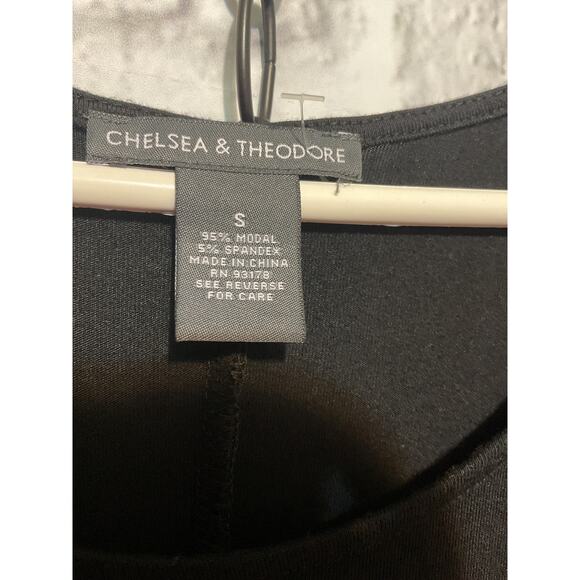 CHELSEA & THEODORE
S
95% MODAL
5% SPANDEX
MADE IN CHINA
RN 93178
SEE REVERSE
FOR CARE